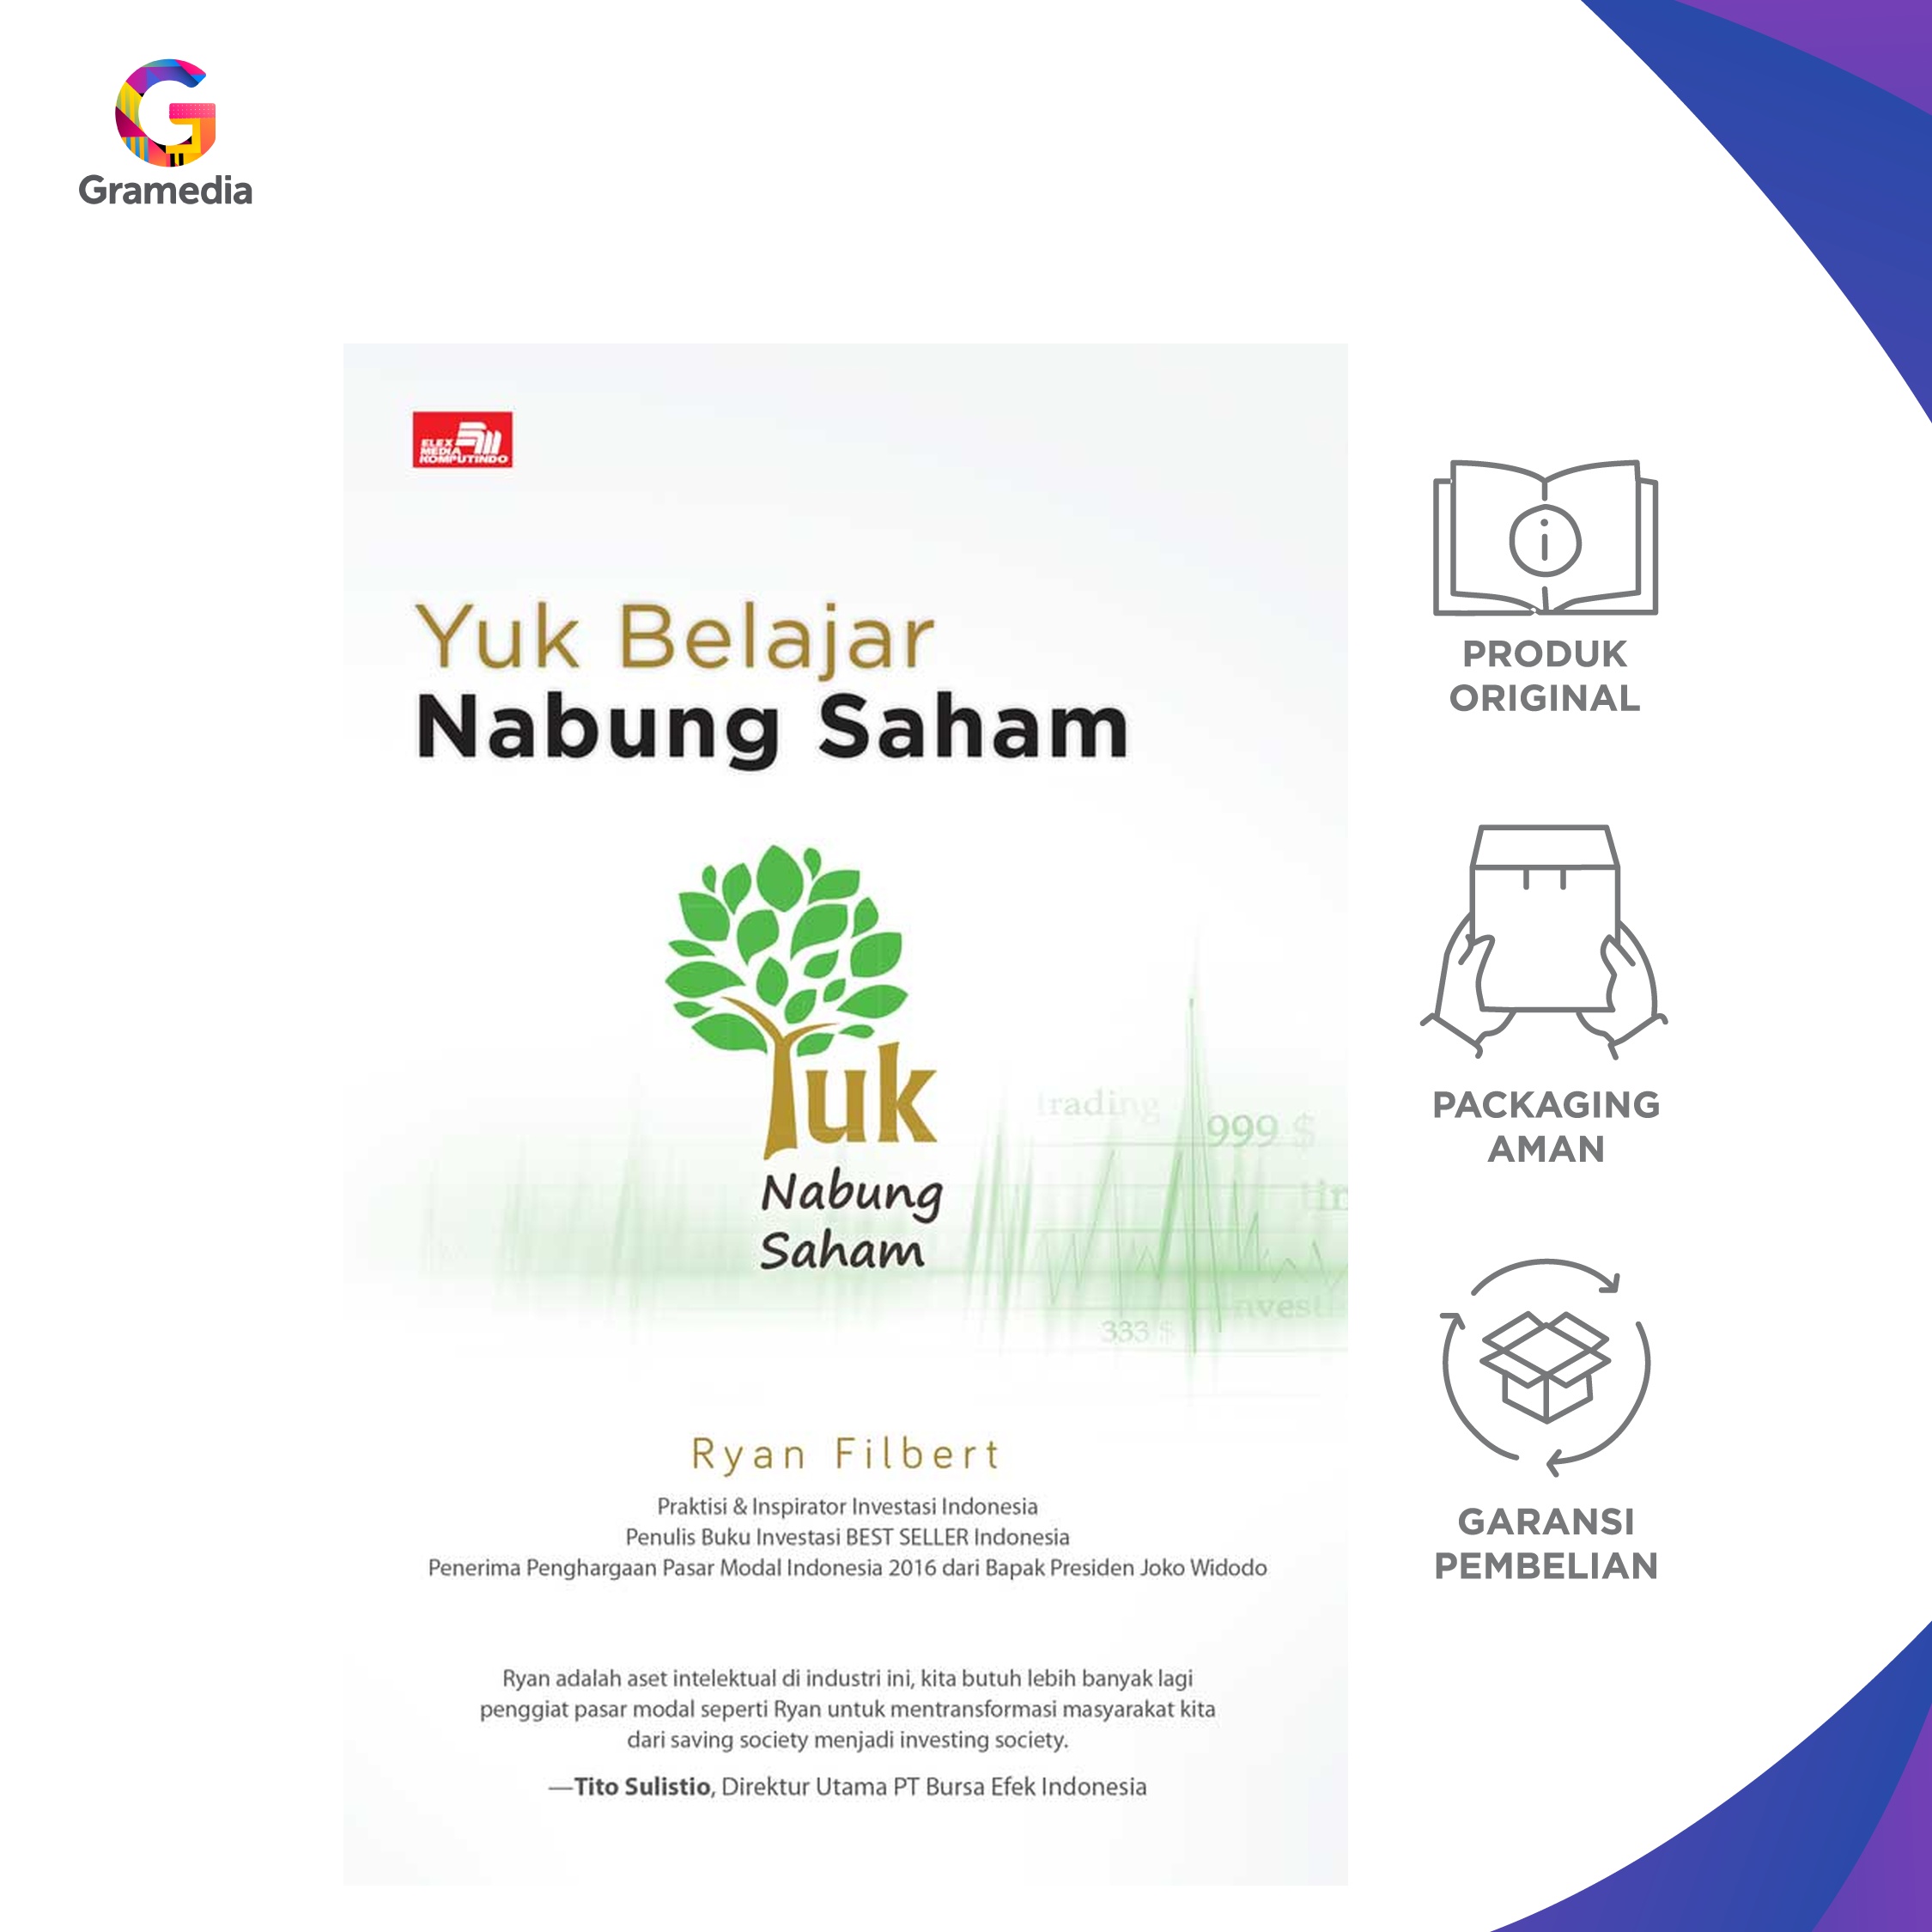 Gramedia
ELEX
MEDIA
KOMPUTINDO
Yuk Belajar
Nabung Saham
Yuk
Nabung
Saham
trading
999 $
333 $
Ryan Filbert
Praktisi & Inspirator Investasi Indonesia
Penulis Buku Investasi BEST SELLER Indonesia
Penerima Penghargaan Pasar Modal Indonesia 2016 dari Bapak Presiden Joko Widodo
Ryan adalah aset intelektual di industri ini, kita butuh lebih banyak lagi
penggiat pasar modal seperti Ryan untuk mentransformasi masyarakat kita
dari saving society menjadi investing society.
—Tito Sulistio, Direktur Utama PT Bursa Efek Indonesia
PRODUK
ORIGINAL
PACKAGING
AMAN
GARANSI
PEMBELIAN